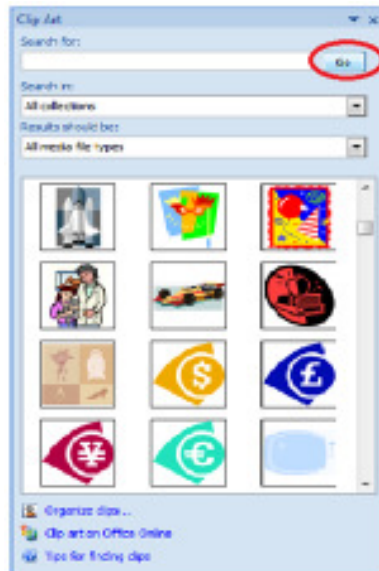 Clip Art
Search for:
Go
Search in:
All collections
Results should be:
All media file types
$
£
¥
€
Organize clips...
Clip art on Office Online
Tips for finding clips